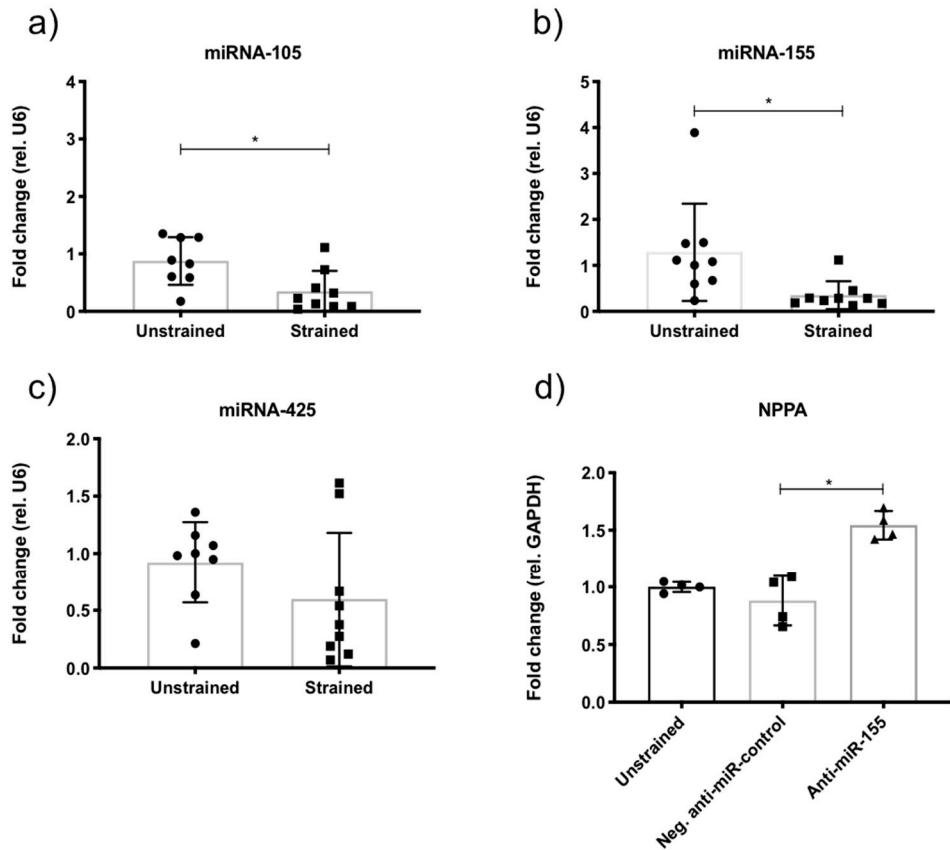 a)
miRNA-105
Fold change (rel. U6)
4
3
2
1
0
*
Unstrained
Strained
b)
miRNA-155
Fold change (rel. U6)
5
4
3
2
1
0
*
Unstrained
Strained
c)
miRNA-425
Fold change (rel. U6)
2.0
1.5
1.0
0.5
0.0
Unstrained
Strained
d)
NPPA
Fold change (rel. GAPDH)
2.0
1.5
1.0
0.5
0.0
*
Unstrained
Neg. anti-miR-control
Anti-miR-155